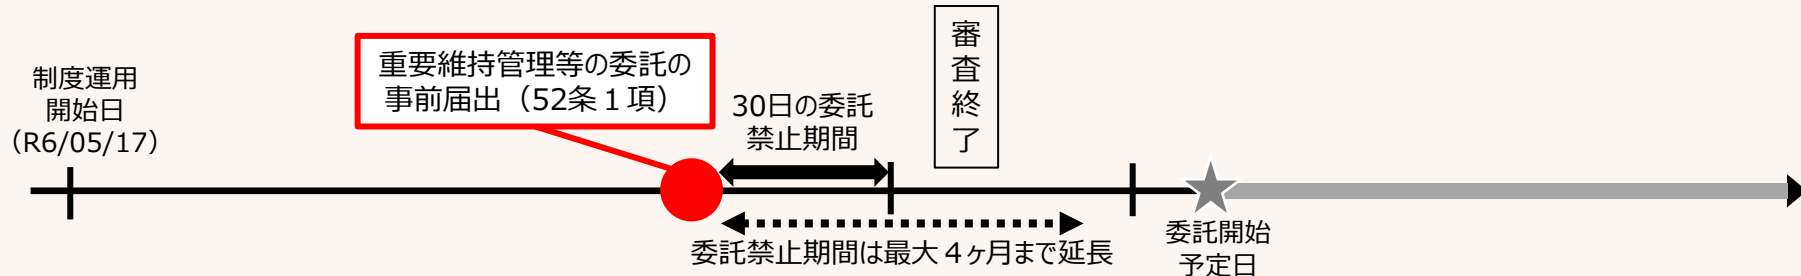 制度運用
開始日
（R6/05/17）
重要維持管理等の委託の
事前届出（52条１項）
30日の委託
禁止期間
審査終了
委託禁止期間は最大４ヶ月まで延長
委託開始
予定日